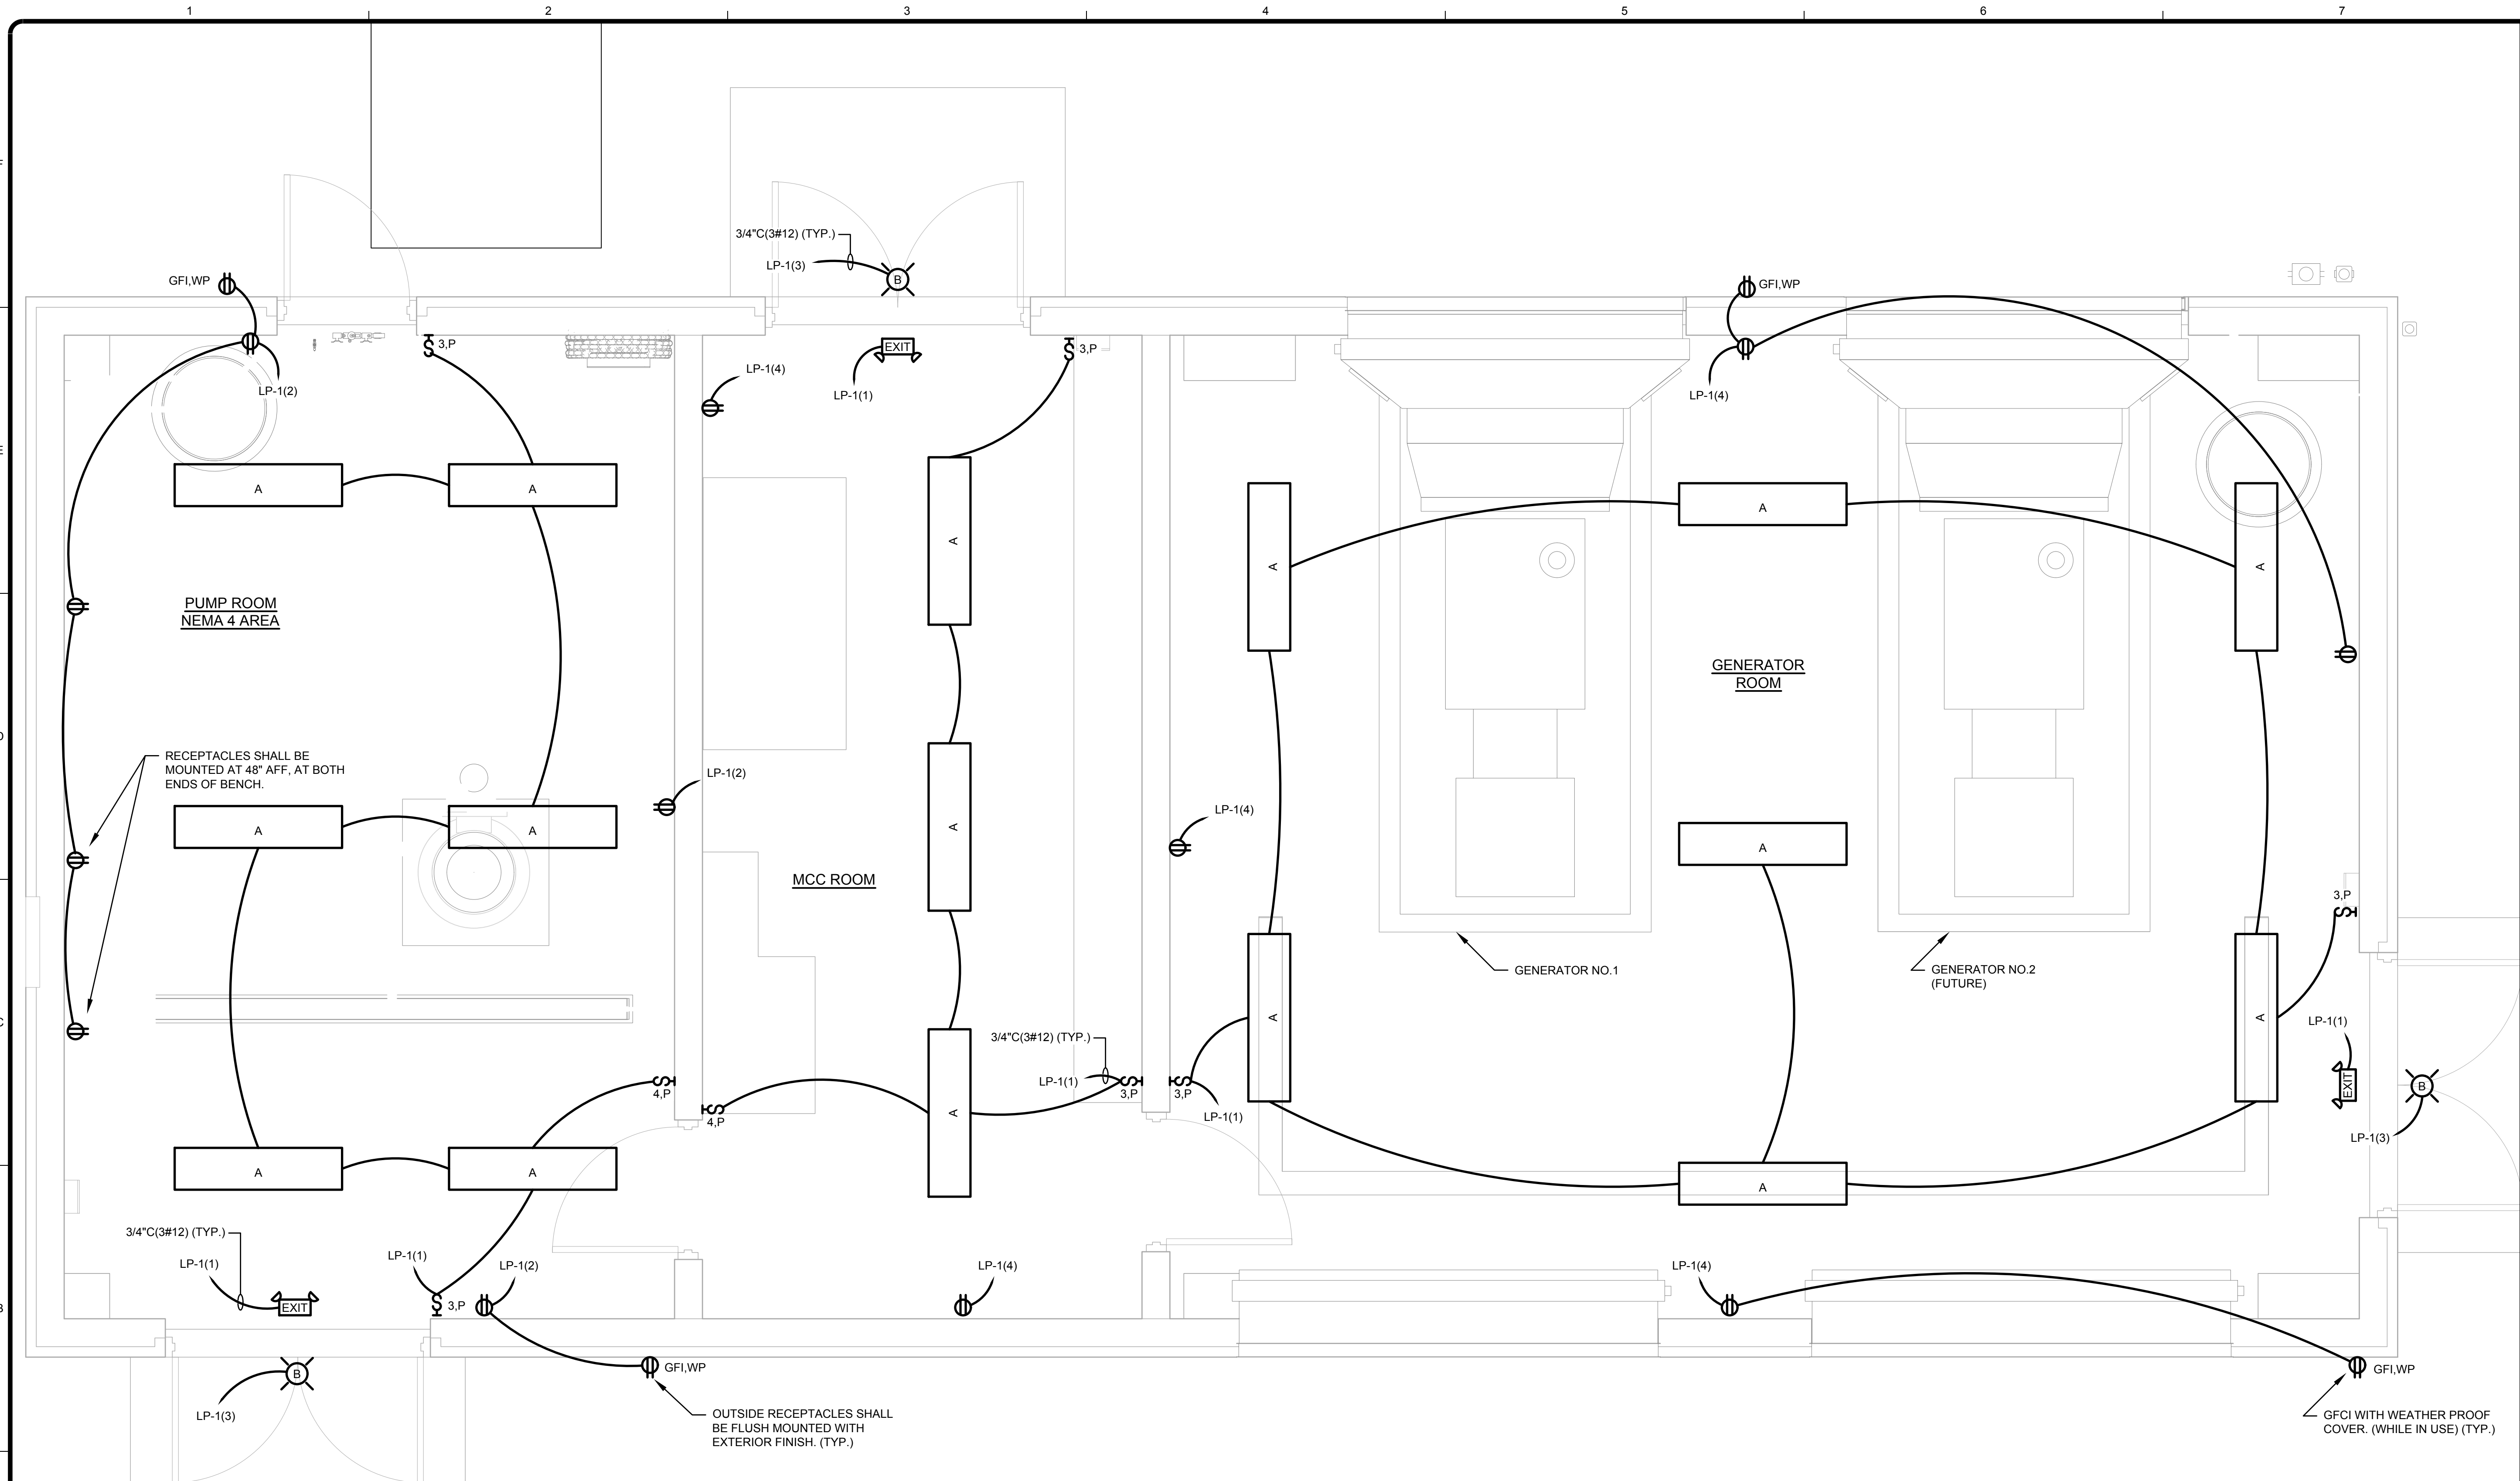 1
2
3
4
5
6
7
3/4"C(3#12) (TYP.)
LP-1(3)
B
GFI,WP
GFI,WP
3,P
EXIT
3,P
LP-1(2)
LP-1(4)
LP-1(1)
LP-1(4)
E
A
A
A
A
A
A
A
PUMP ROOM
NEMA 4 AREA
GENERATOR
ROOM
D
RECEPTACLES SHALL BE
MOUNTED AT 48" AFF, AT BOTH
ENDS OF BENCH.
LP-1(2)
LP-1(4)
A
A
A
A
MCC ROOM
3,P
GENERATOR NO.1
GENERATOR NO.2
(FUTURE)
C
A
A
LP-1(1)
3/4"C(3#12) (TYP.)
LP-1(1)
4,P
3,P
3,P
EXIT
B
4,P
A
LP-1(1)
LP-1(3)
A
A
A
3/4"C(3#12) (TYP.)
LP-1(1)
LP-1(1)
LP-1(2)
LP-1(4)
LP-1(4)
B
EXIT
3,P
GFI,WP
GFI,WP
B
LP-1(3)
OUTSIDE RECEPTACLES SHALL
BE FLUSH MOUNTED WITH
EXTERIOR FINISH. (TYP.)
GFCI WITH WEATHER PROOF
COVER. (WHILE IN USE) (TYP.)